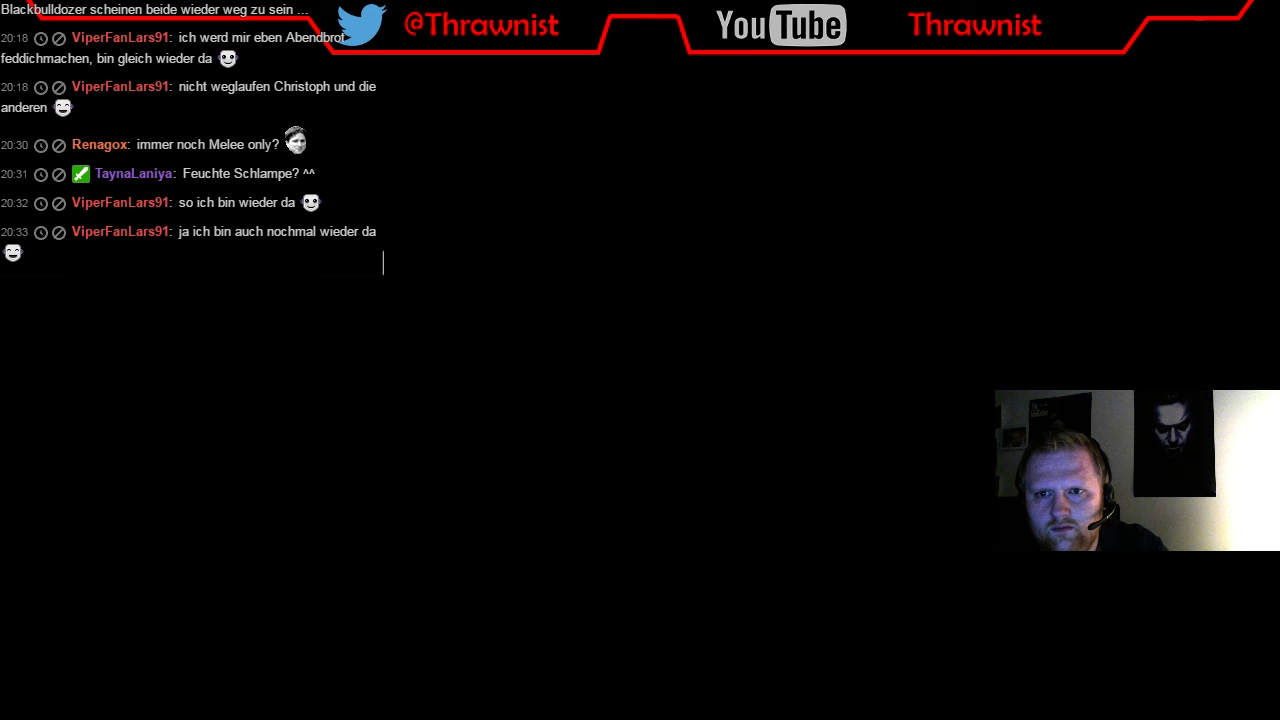 Blackbulldozer scheinen beide wieder weg zu sein ...
@Thrawnist
YouTube
Thrawnist
20:18 ViperFanLars91: ich werd mir eben Abendbrot
feddichmachen, bin gleich wieder da
20:18 ViperFanLars91: nicht weglaufen Christoph und die
anderen
20:30 Renagox: immer noch Melee only?
20:31 TaynaLaniya: Feuchte Schlampe? ^^
20:32 ViperFanLars91: so ich bin wieder da
20:33 ViperFanLars91: ja ich bin auch nochmal wieder da